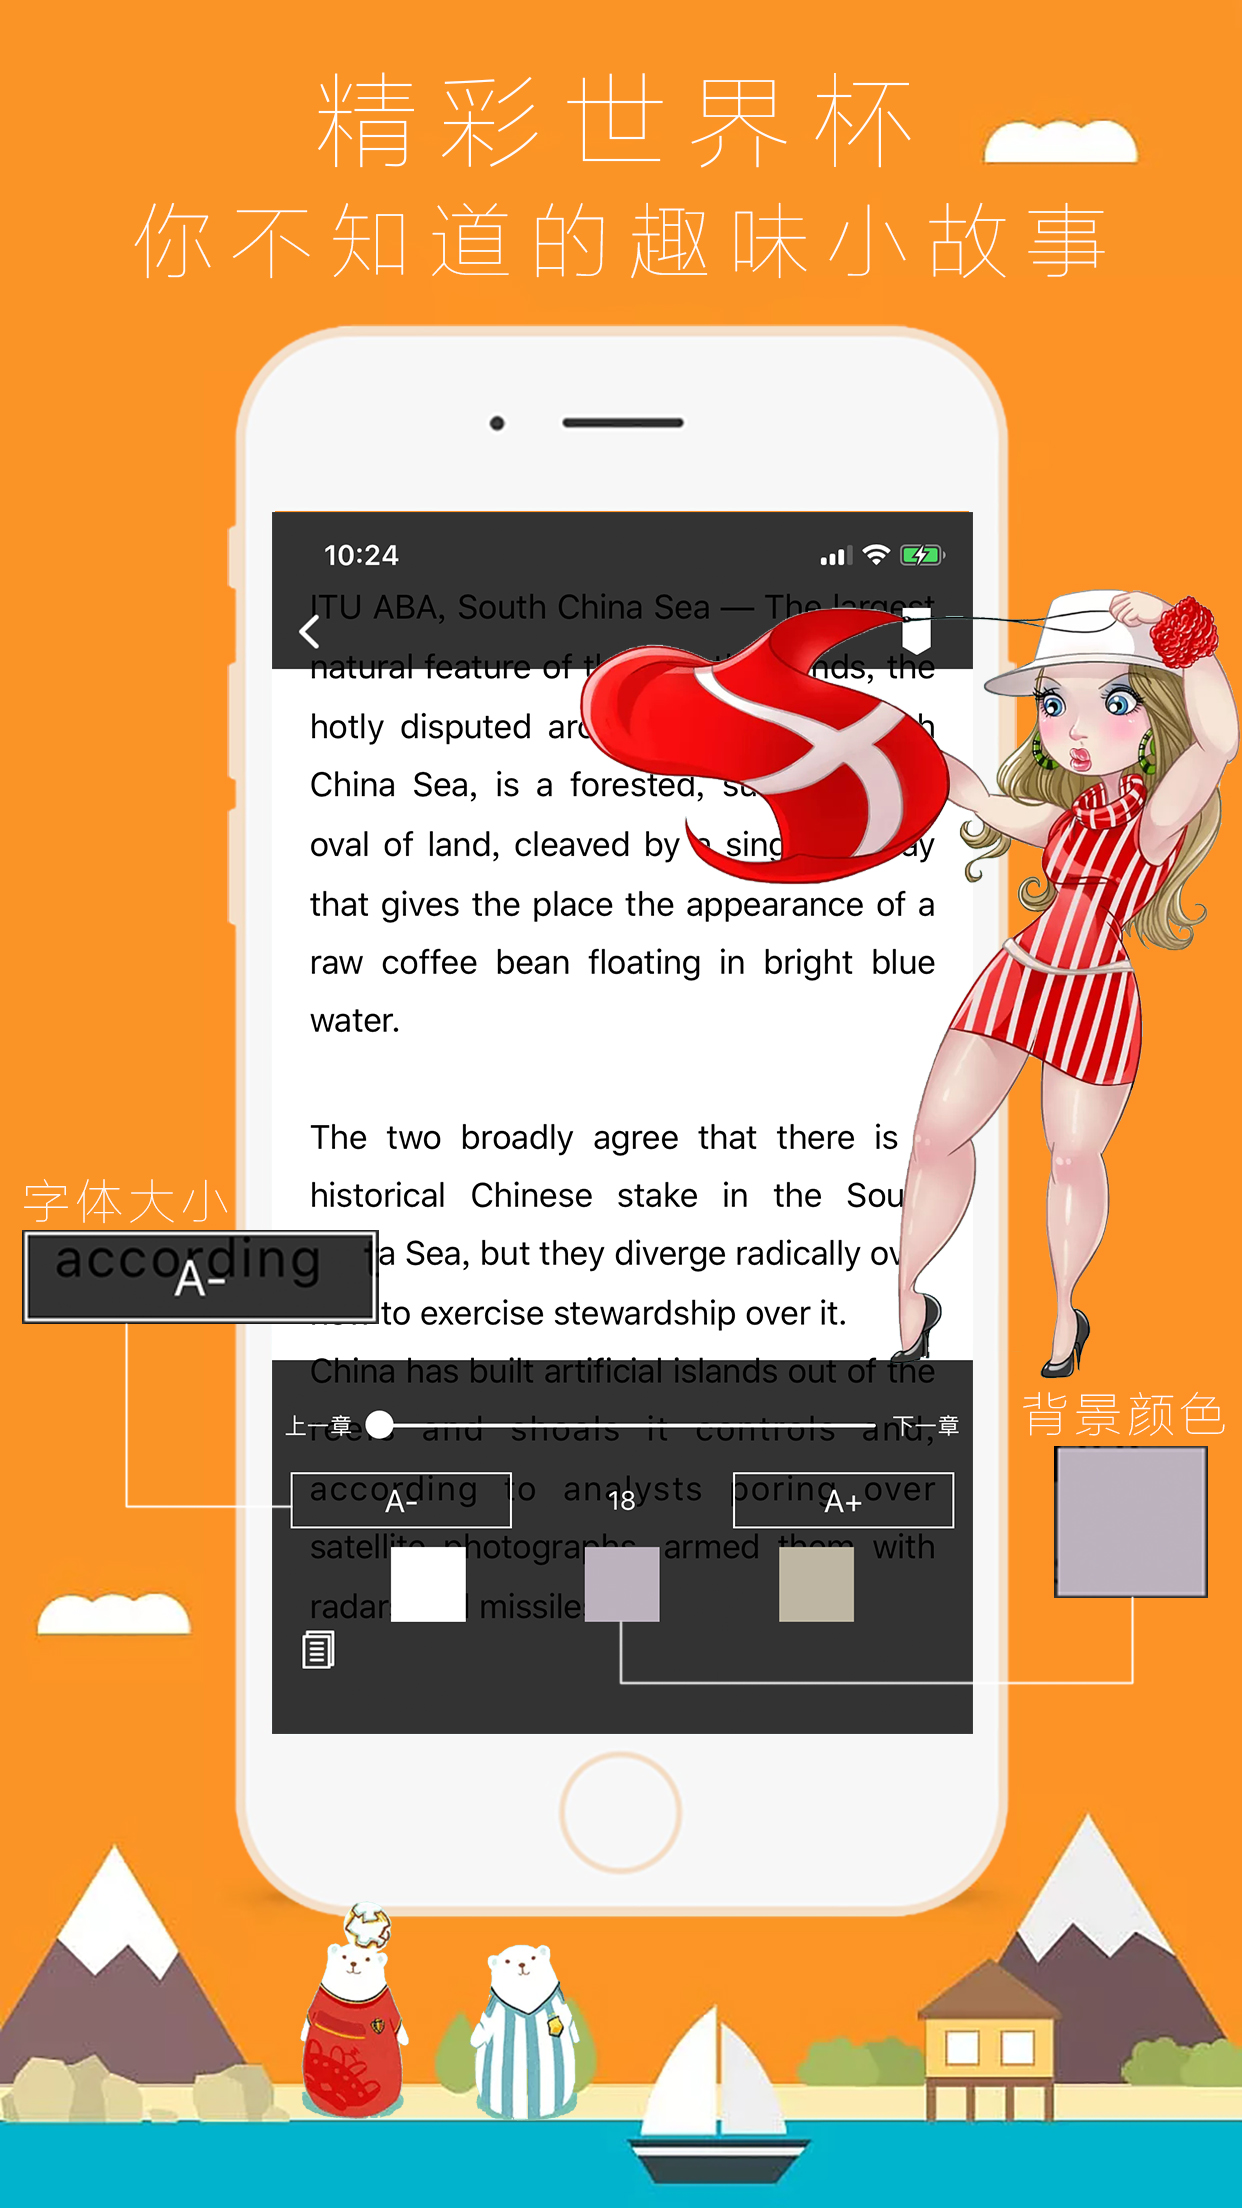 精彩世界杯
你不知道的趣味小故事
10:24
ITU ABA, South China Sea — The largest
natural feature of nds, the
hotly disputed
China Sea, is a forested,
oval of land, cleaved by a
that gives the place the appearance of a
raw coffee bean floating in bright blue
water.
The two broadly agree that there is
historical Chinese stake in the Sou
a Sea, but they diverge radically ov
to exercise stewardship over it.
字体大小
according
A-
China has built artificial islands out of the
reefs and shoals it controls and,
上一章 下一章
背景颜色
according to analysts poring over
A- 18 A+
satellite photographs, armed them with
radar missile